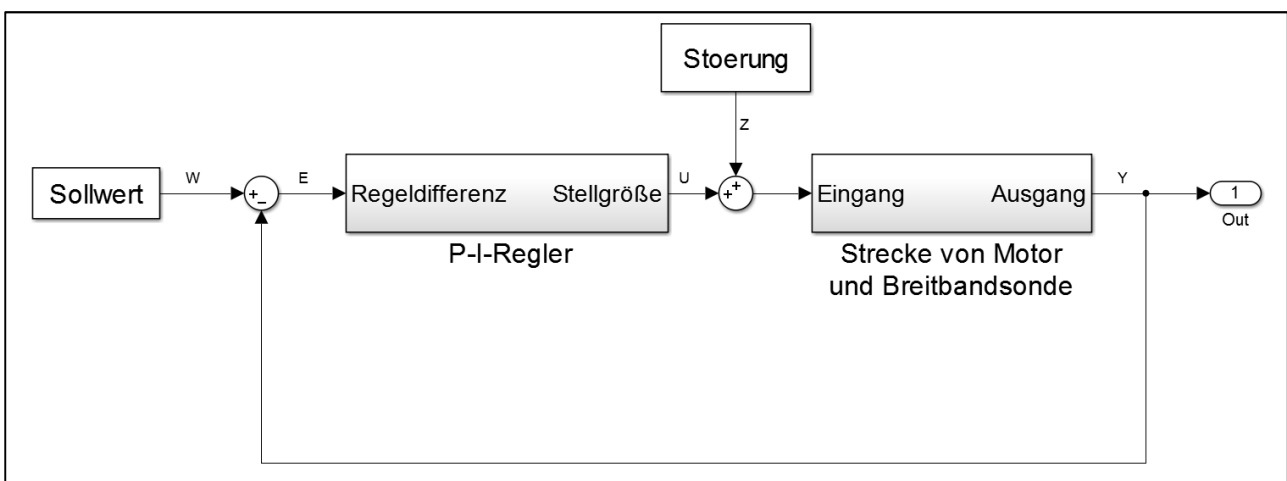 Stoerung
Z
Sollwert
W
+
−
E
Regeldifferenz Stellgröße
P-I-Regler
U
+
+
Eingang Ausgang
Strecke von Motor
und Breitbandsonde
Y
1
Out